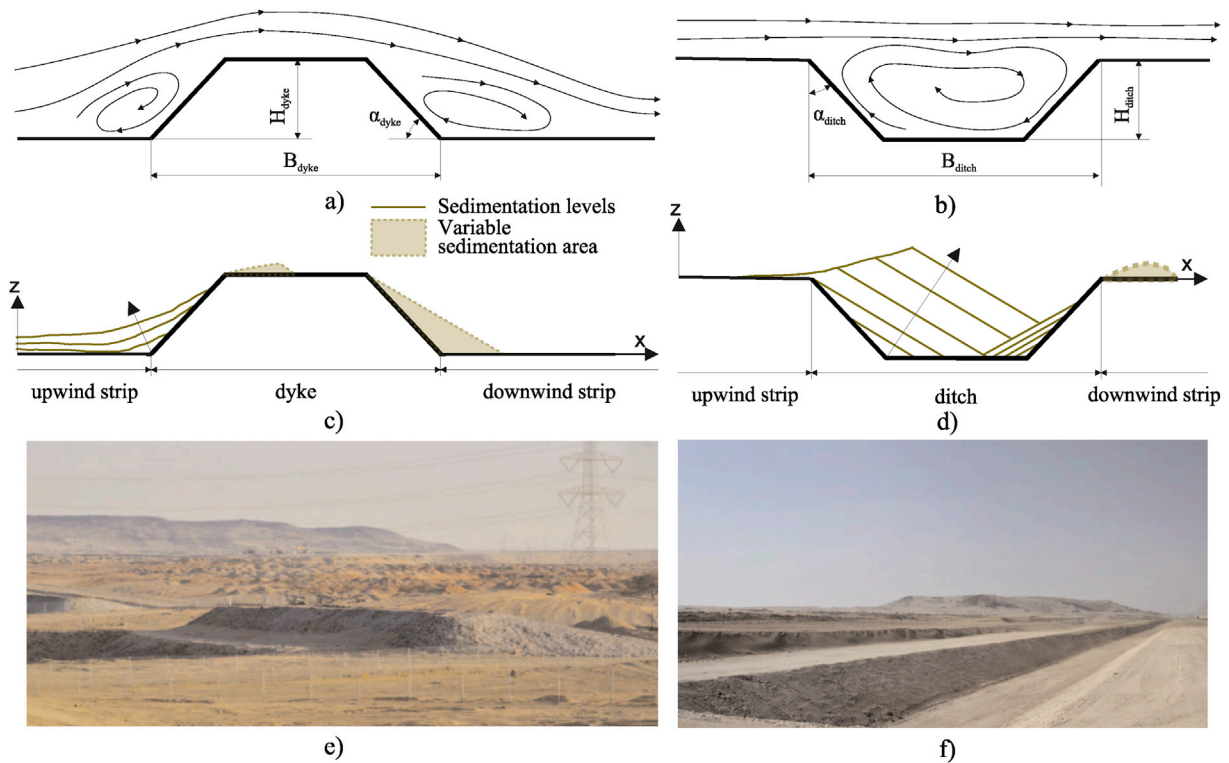 H_dyke
α_dyke
B_dyke
a)
α_ditch
H_ditch
B_ditch
b)
Sedimentation levels
Variable
sedimentation area
z
x
upwind strip
dyke
downwind strip
c)
z
x
upwind strip
ditch
downwind strip
d)
e)
f)